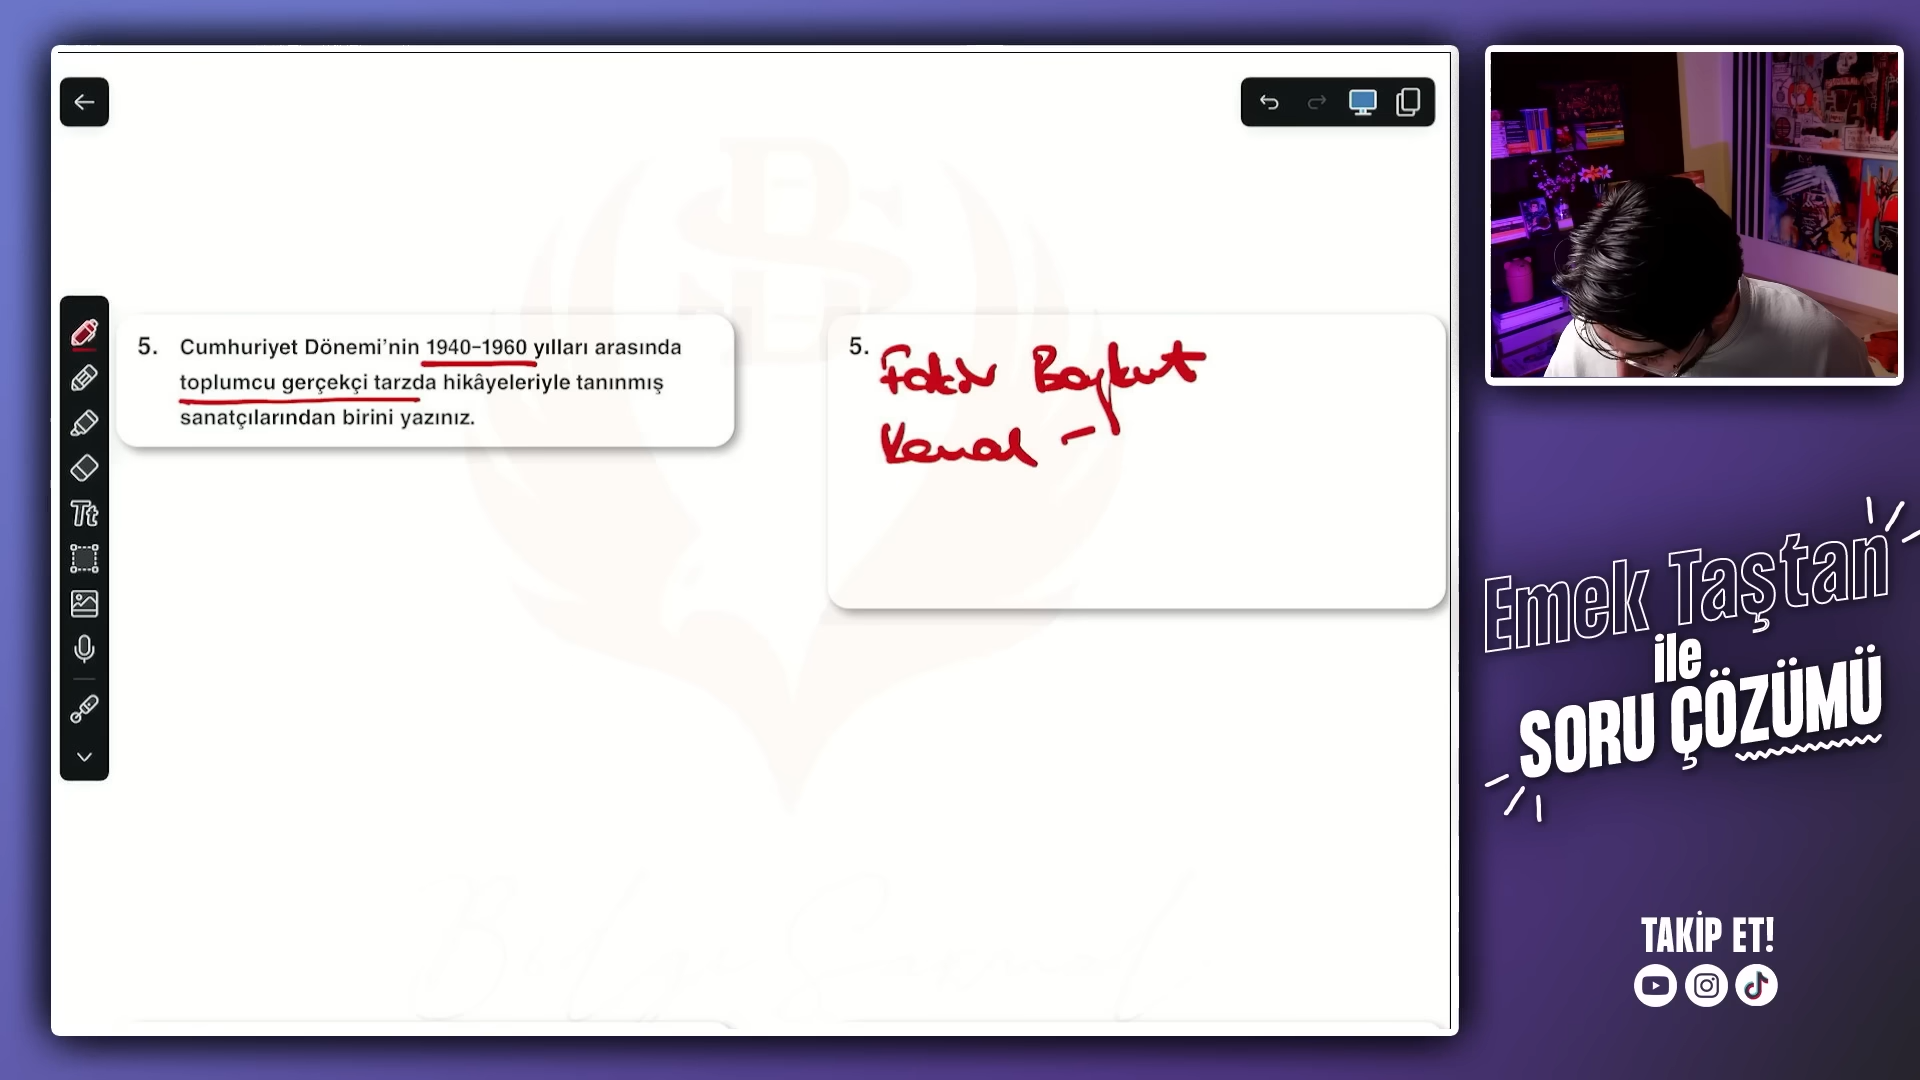 5. Cumhuriyet Dönemi'nin 1940-1960 yılları arasında
toplumcu gerçekçi tarzda hikâyeleriyle tanınmış
sanatçılarından birini yazınız.
5. Fakir Baykurt
Kemal
Tt
Emek Taştan
ile
SORU ÇÖZÜMÜ
TAKİP ET!